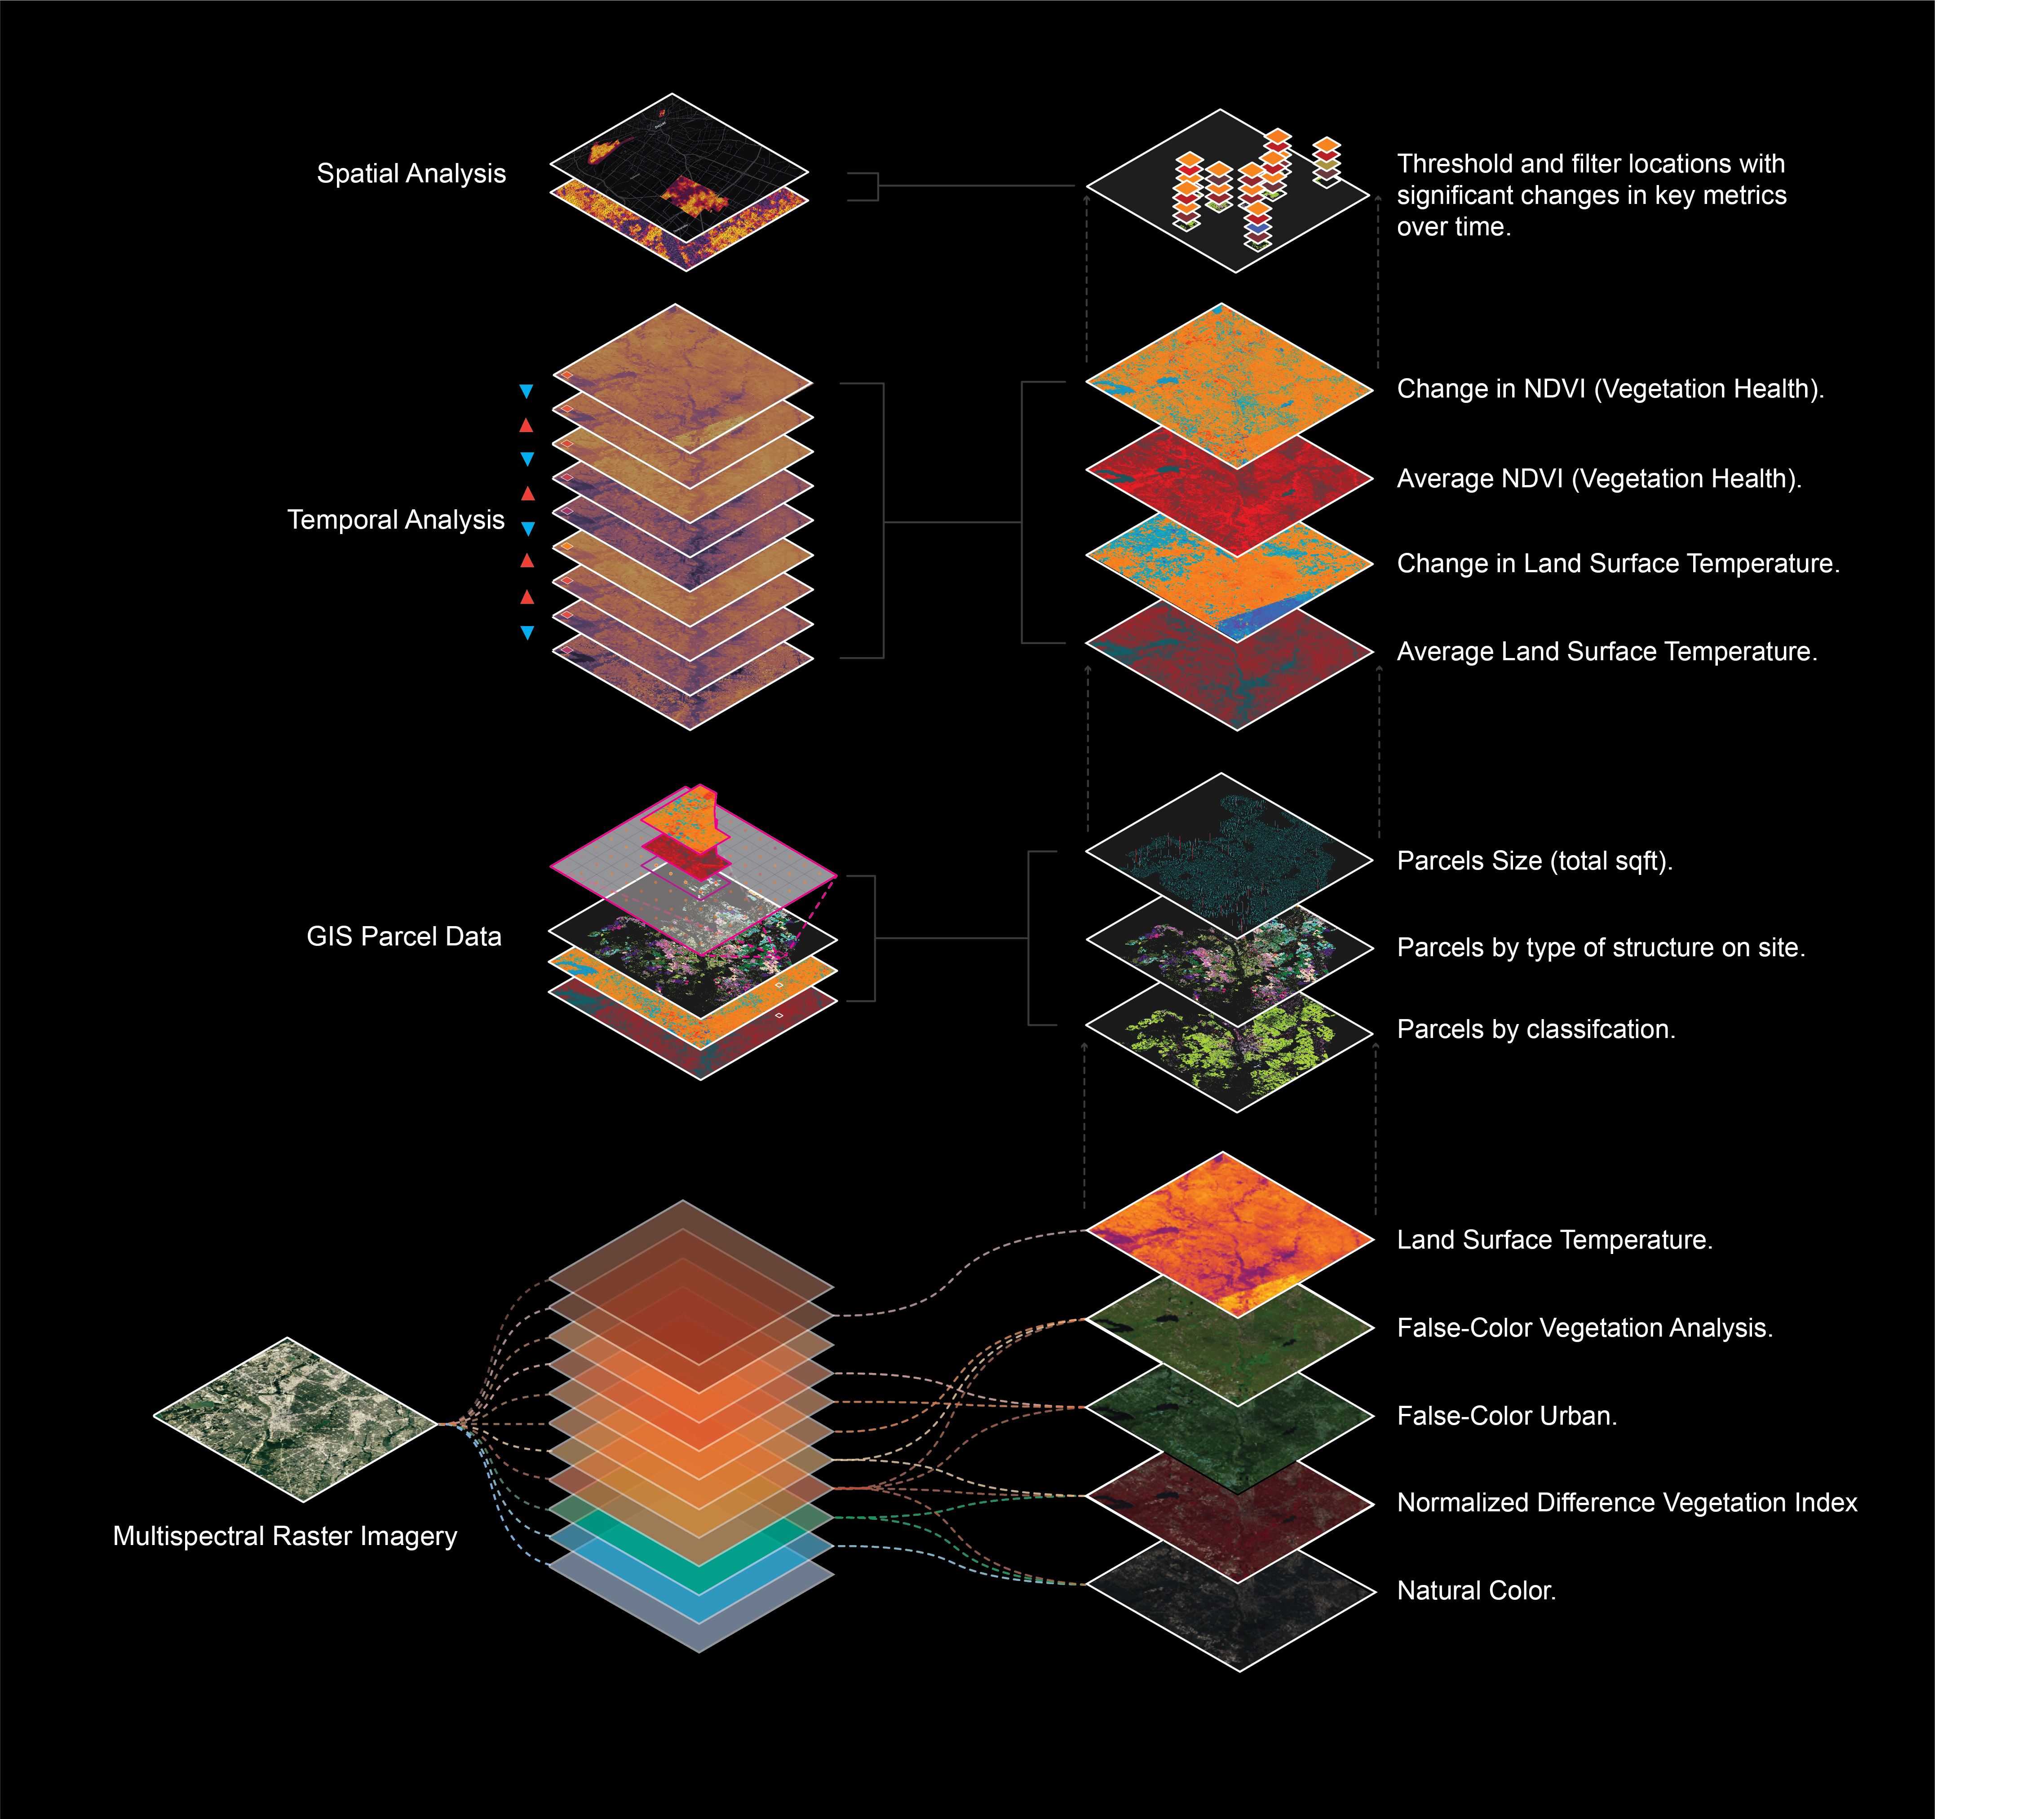 Spatial Analysis
Threshold and filter locations with
significant changes in key metrics
over time.
Change in NDVI (Vegetation Health).
Average NDVI (Vegetation Health).
Temporal Analysis
Change in Land Surface Temperature.
Average Land Surface Temperature.
Parcels Size (total sqft).
GIS Parcel Data
Parcels by type of structure on site.
Parcels by classifcation.
Land Surface Temperature.
False-Color Vegetation Analysis.
False-Color Urban.
Normalized Difference Vegetation Index
Multispectral Raster Imagery
Natural Color.